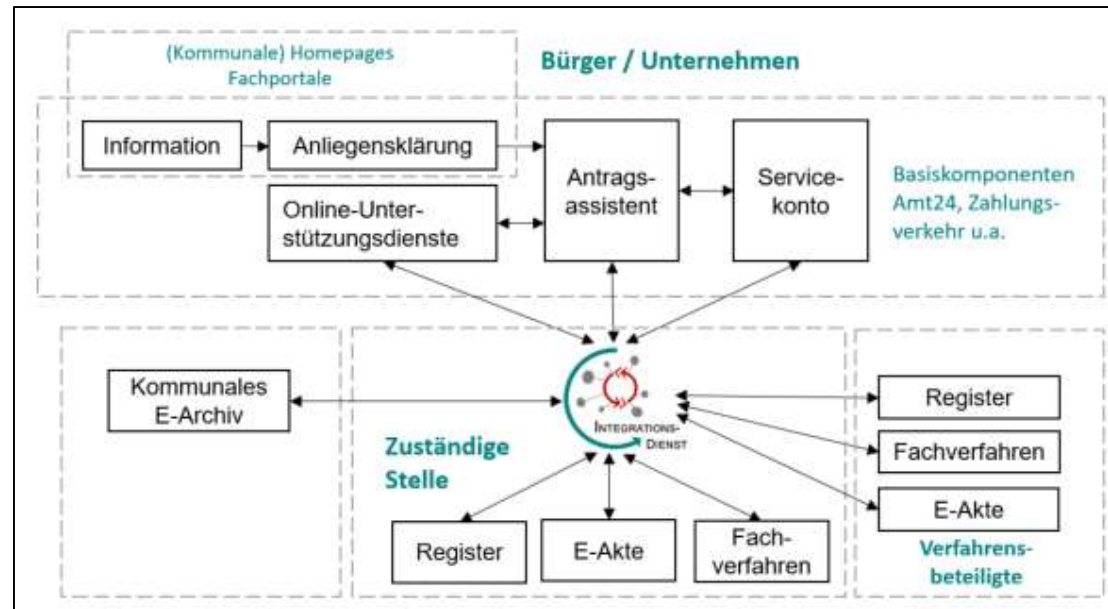 (Kommunale) Homepages
Fachportale
Bürger / Unternehmen
Information
Anliegensklärung
Antrags-
assistent
Service-
konto
Online-Unter-
stützungsdienste
Basiskomponenten
Amt24, Zahlungs-
verkehr u.a.
Kommunales
E-Archiv
INTEGRATIONS-
DIENST
Zuständige
Stelle
Register
E-Akte
Fach-
verfahren
Register
Fachverfahren
E-Akte
Verfahrens-
beteiligte